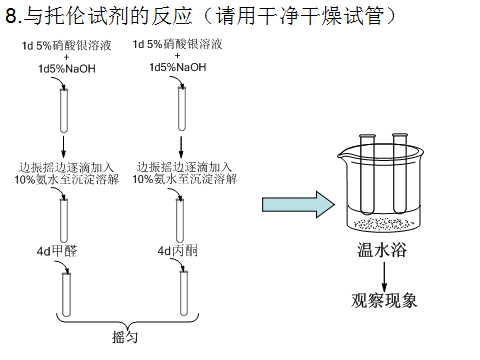 8.与托伦试剂的反应（请用干净干燥试管）
1d 5%硝酸银溶液
+
1d5%NaOH
1d 5%硝酸银溶液
+
1d5%NaOH
边振摇边逐滴加入
10%氨水至沉淀溶解
边振摇边逐滴加入
10%氨水至沉淀溶解
4d甲醛
4d丙酮
摇匀
温水浴
观察现象